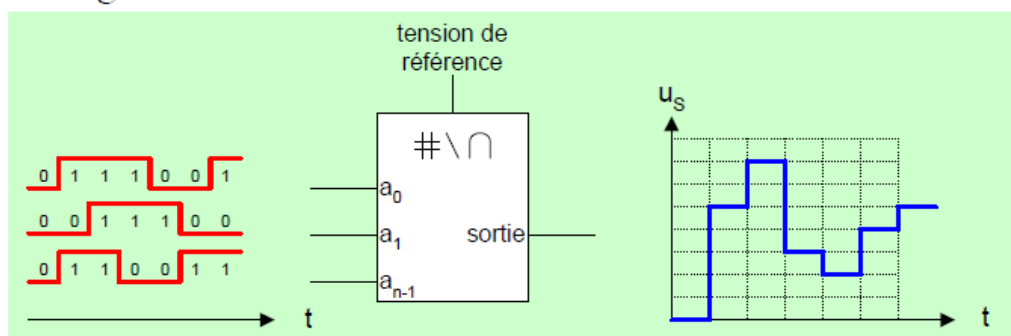 tension de
référence
# \ ∩
0 1 1 1 0 0 1
0 0 1 1 1 0 0
0 1 1 0 0 1 1
t
a0
a1
an-1
sortie
uS
t